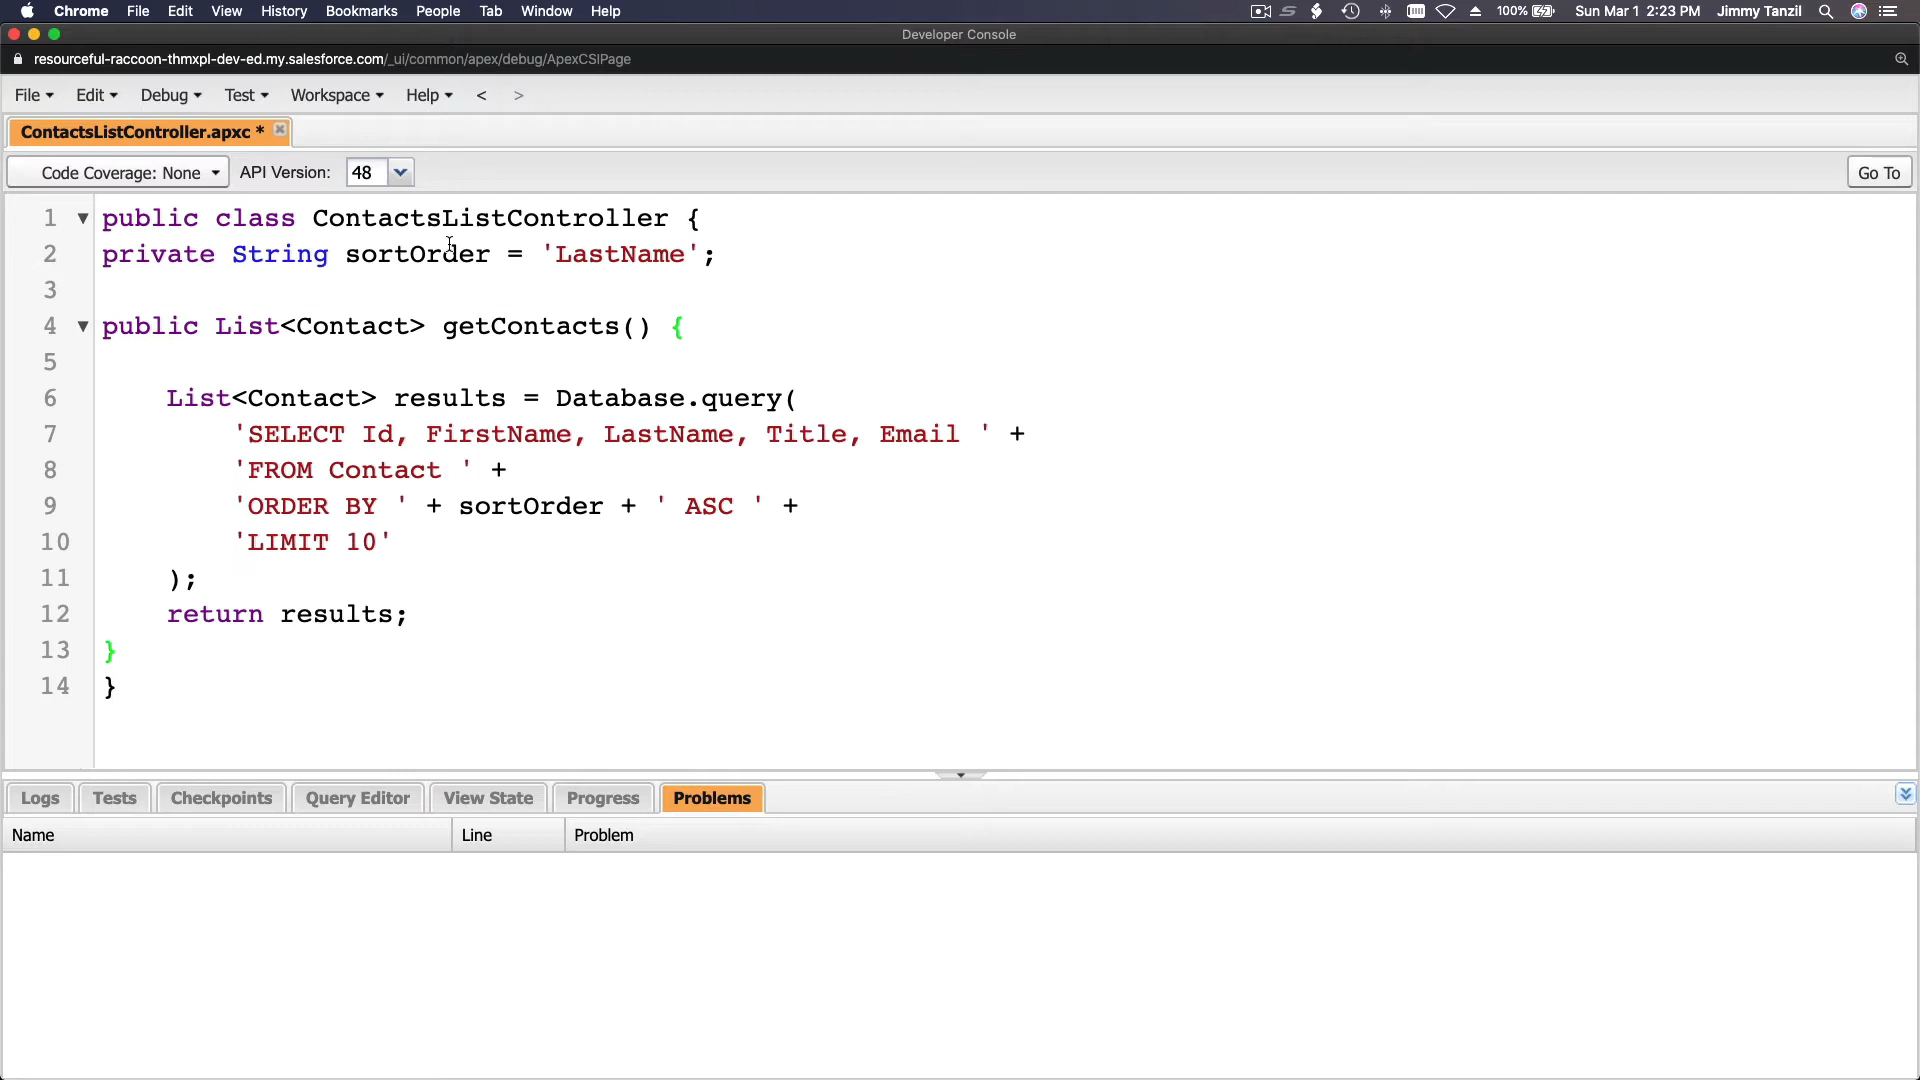 Chrome File Edit View History Bookmarks People Tab Window Help 100% Sun Mar 1 2:23 PM Jimmy Tanzil
Developer Console
resourceful-raccoon-thmxpl-dev-ed.my.salesforce.com/_ui/common/apex/debug/ApexCSIPage
File Edit Debug Test Workspace Help < >
ContactsListController.apxc *
Code Coverage: None API Version: 48 Go To
1 public class ContactsListController {
2 private String sortOrder = 'LastName';
3
4 public List<Contact> getContacts() {
5
6 List<Contact> results = Database.query(
7 'SELECT Id, FirstName, LastName, Title, Email ' +
8 'FROM Contact ' +
9 'ORDER BY ' + sortOrder + ' ASC ' +
10 'LIMIT 10'
11 );
12 return results;
13 }
14 }
Logs Tests Checkpoints Query Editor View State Progress Problems
Name Line Problem